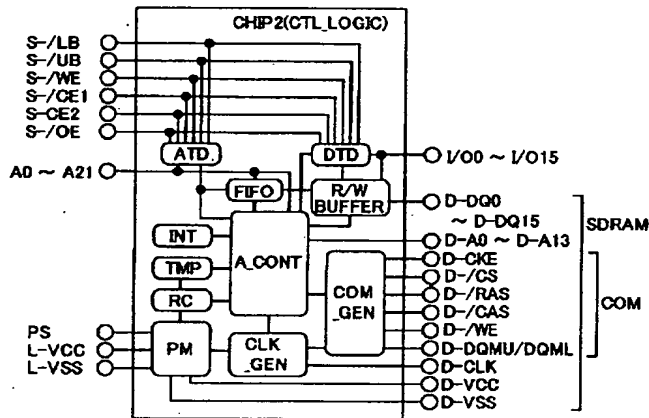 CHIP2(CTL_LOGIC)
S-/LB
S-/UB
S-/WE
S-/CE1
S-CE2
S-/OE
A0 ~ A21
ATD
DTD
I/O0 ~ I/O15
FIFO
R/W
BUFFER
D-DQ0
~ D-DQ15
SDRAM
D-A0 ~ D-A13
INT
A_CONT
TMP
RC
COM
_GEN
D-CKE
D-/CS
D-/RAS
D-/CAS
D-/WE
D-DQMU/DQML
COM
PS
L-VCC
L-VSS
PM
CLK
_GEN
D-CLK
D-VCC
D-VSS